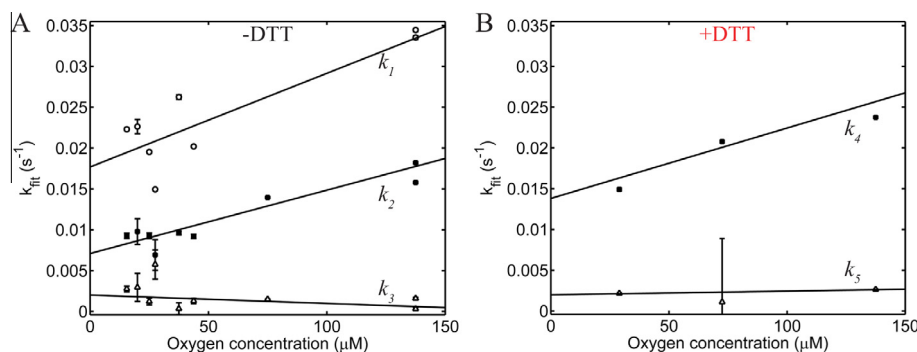 A
-DTT
0.035
0.03
0.025
0.02
0.015
0.01
0.005
0
k_fit (s⁻¹)
k₁
k₂
k₃
0 50 100 150
Oxygen concentration (μM)
B
+DTT
0.035
0.03
0.025
0.02
0.015
0.01
0.005
0
k_fit (s⁻¹)
k₄
k₅
0 50 100 150
Oxygen concentration (μM)